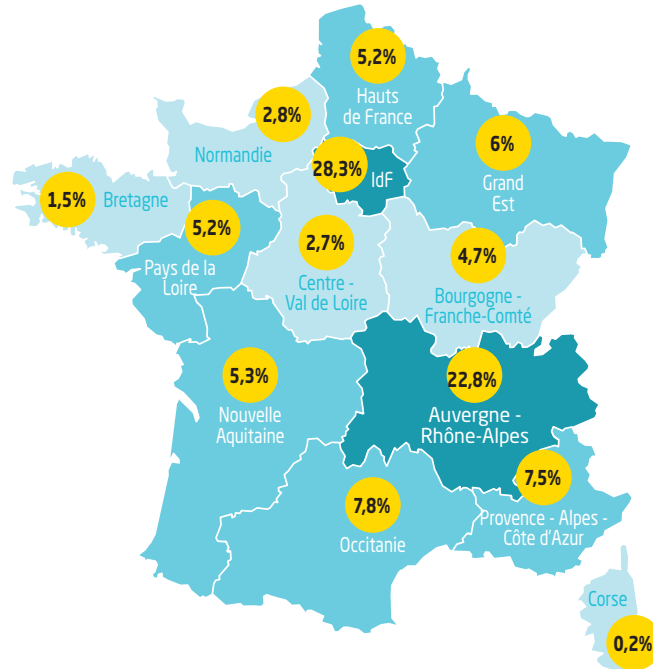 5,2%
Hauts
de France
2,8%
Normandie
28,3%
IdF
6%
Grand
Est
1,5%
Bretagne
5,2%
Pays de la
Loire
2,7%
Centre -
Val de Loire
4,7%
Bourgogne -
Franche-Comté
5,3%
Nouvelle
Aquitaine
22,8%
Auvergne -
Rhône-Alpes
7,5%
Provence - Alpes -
Côte d'Azur
7,8%
Occitanie
Corse
0,2%